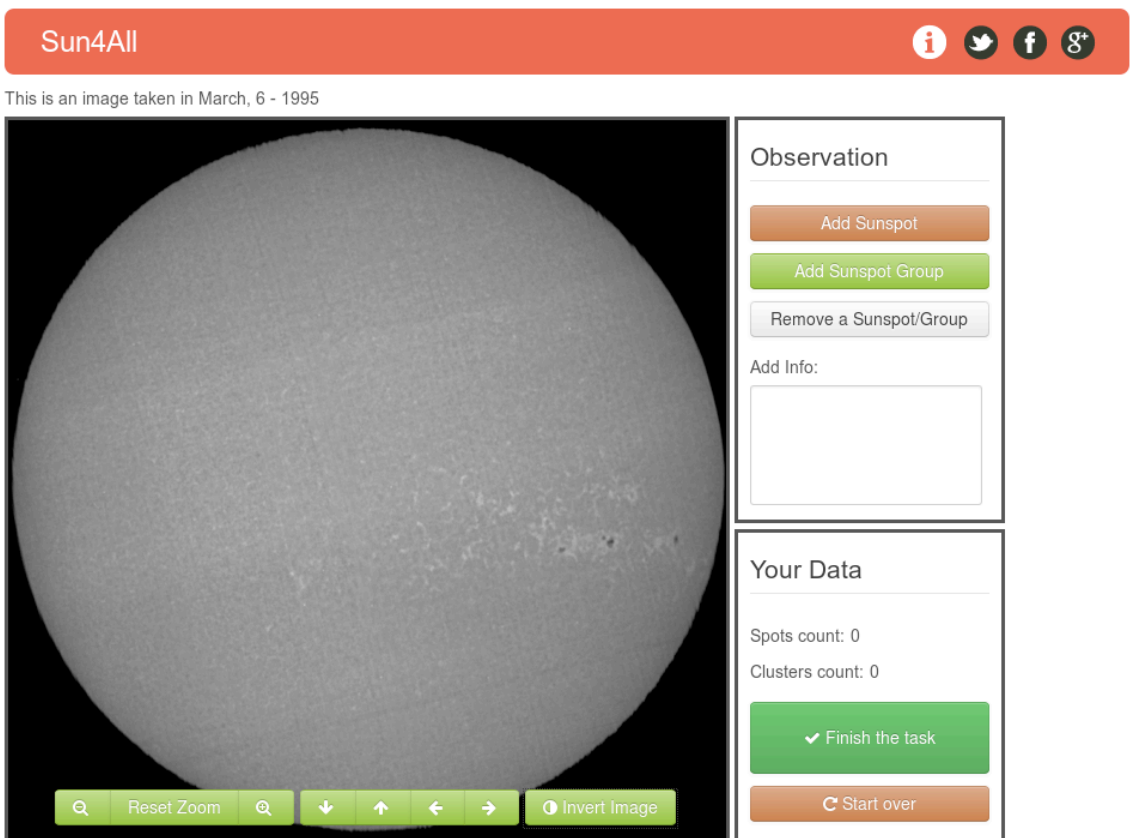 Sun4All
This is an image taken in March, 6 - 1995
Observation
Add Sunspot
Add Sunspot Group
Remove a Sunspot/Group
Add Info:
Your Data
Spots count: 0
Clusters count: 0
Finish the task
Start over
Reset Zoom
Invert Image